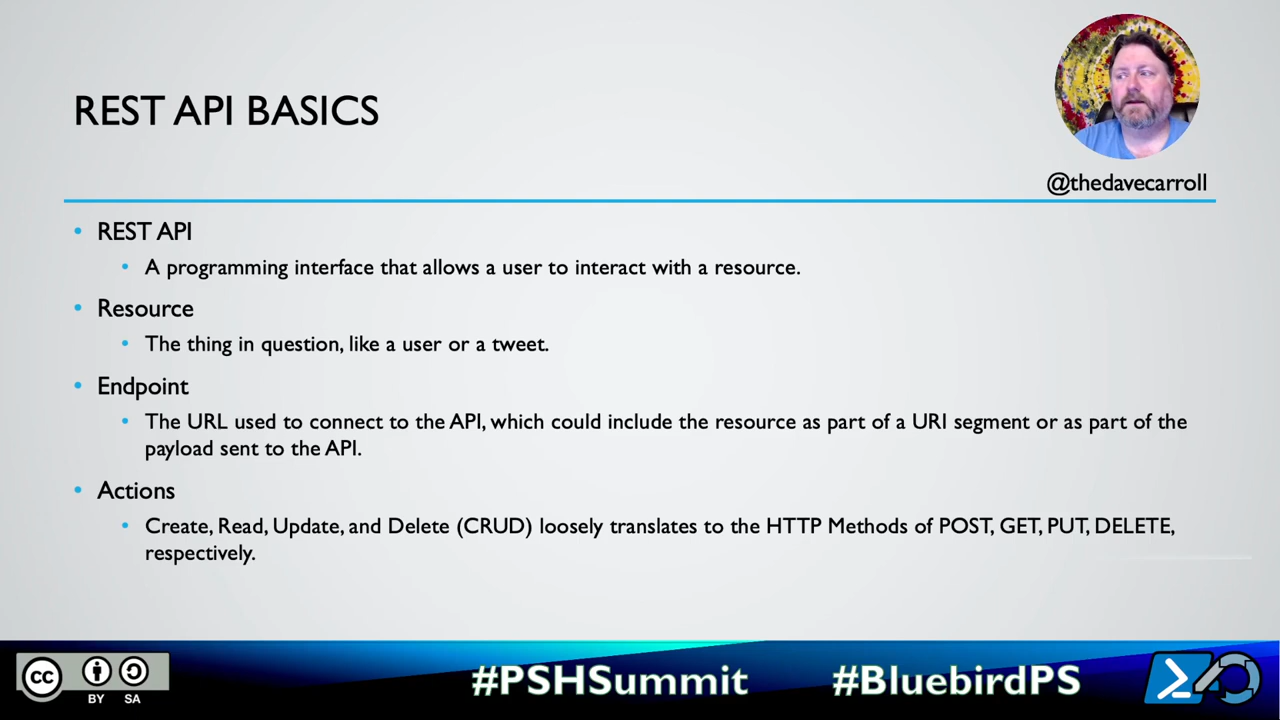 REST API BASICS
@thedavecarroll
• REST API
• A programming interface that allows a user to interact with a resource.
• Resource
• The thing in question, like a user or a tweet.
• Endpoint
• The URL used to connect to the API, which could include the resource as part of a URI segment or as part of the
payload sent to the API.
• Actions
• Create, Read, Update, and Delete (CRUD) loosely translates to the HTTP Methods of POST, GET, PUT, DELETE,
respectively.
cc
BY SA
#PSHSummit #BluebirdPS